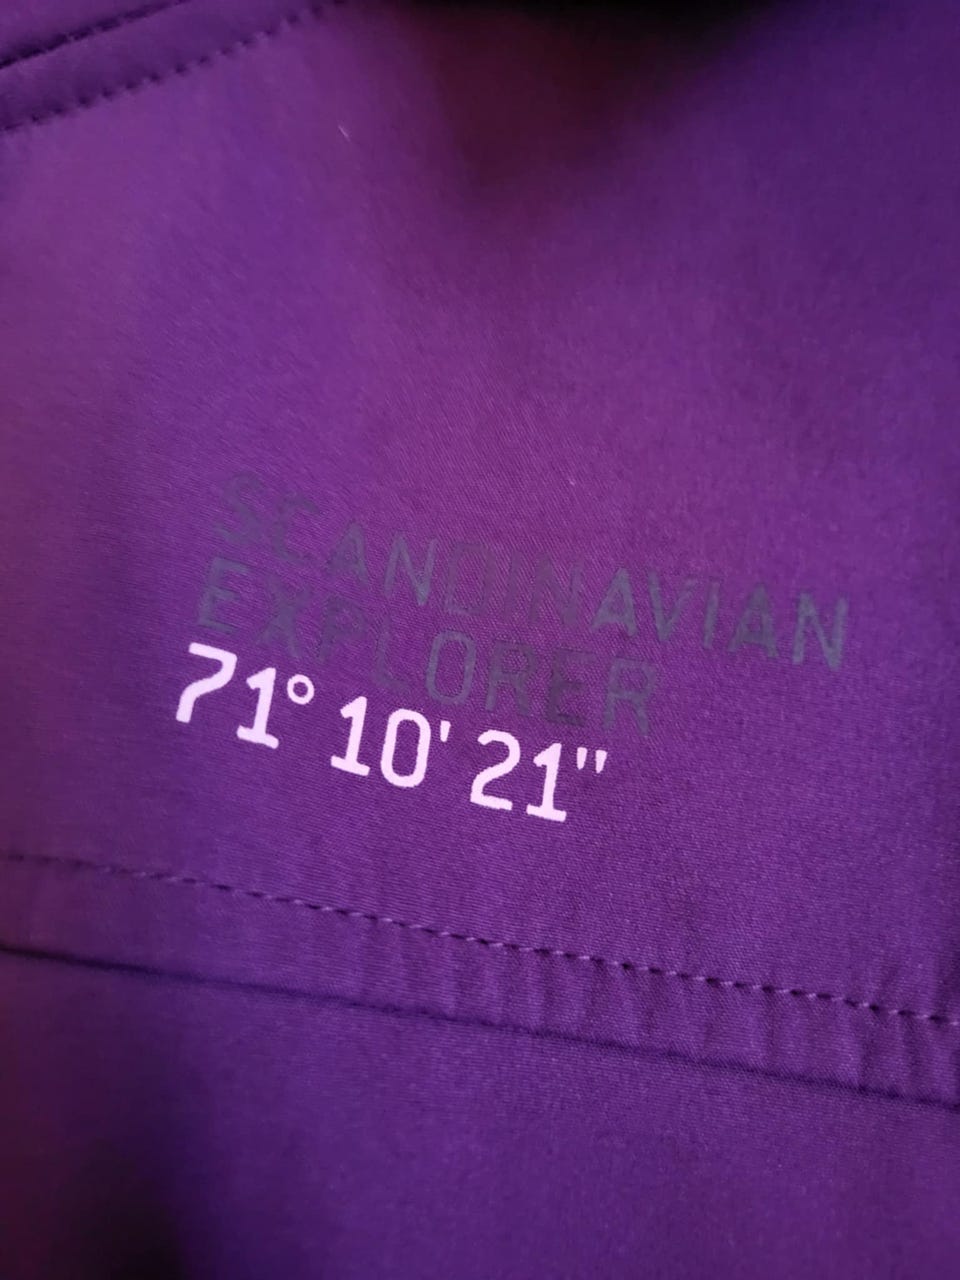 SCANDINAVIAN
EXPLORER
71° 10' 21"